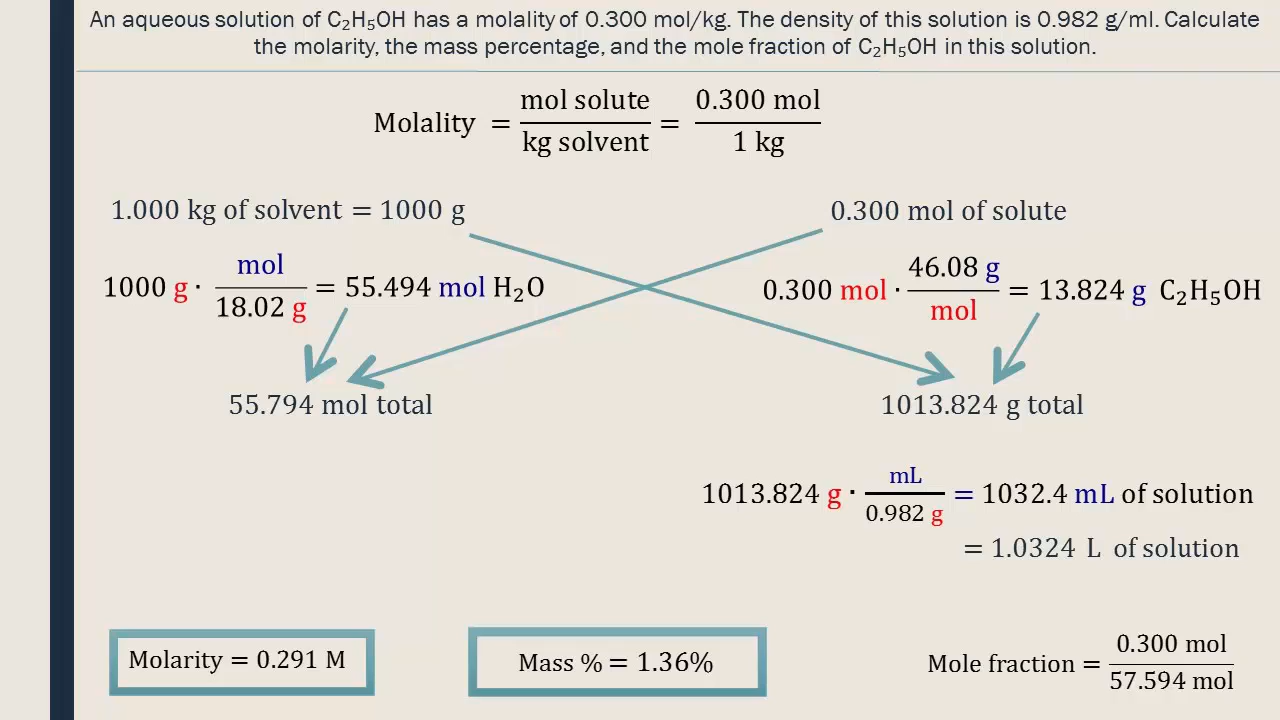 An aqueous solution of C₂H₅OH has a molality of 0.300 mol/kg. The density of this solution is 0.982 g/ml. Calculate
the molarity, the mass percentage, and the mole fraction of C₂H₅OH in this solution.
Molality = mol solute / kg solvent = 0.300 mol / 1 kg
1.000 kg of solvent = 1000 g
0.300 mol of solute
1000 g · mol / 18.02 g = 55.494 mol H₂O
0.300 mol · 46.08 g / mol = 13.824 g C₂H₅OH
55.794 mol total
1013.824 g total
1013.824 g · mL / 0.982 g = 1032.4 mL of solution
= 1.0324 L of solution
Molarity = 0.291 M
Mass % = 1.36%
Mole fraction = 0.300 mol / 57.594 mol